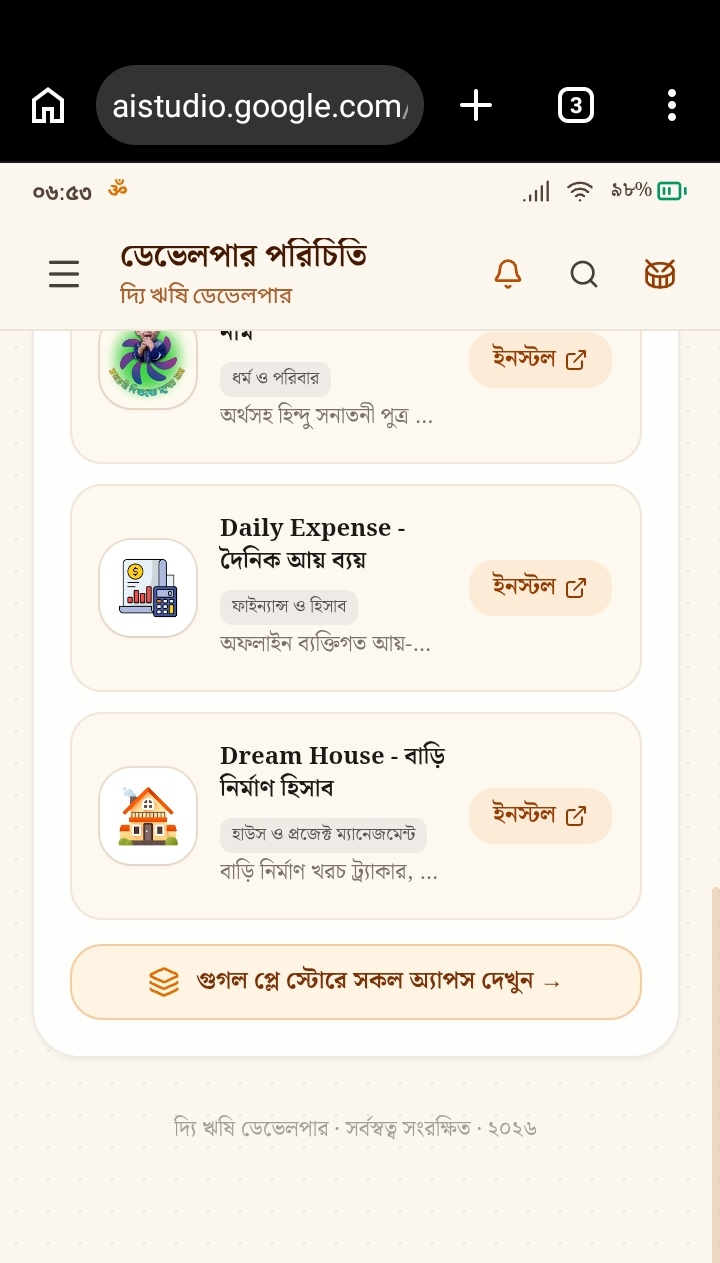 aistudio.google.com/
3
০৬:৫৩ ॐ
৯৮%
ডেভেলপার পরিচিতি
দ্যি ঋষি ডেভেলপার
নাম
ধর্ম ও পরিবার
অর্থসহ হিন্দু সনাতনী পুত্র ...
ইনস্টল
Daily Expense -
দৈনিক আয় ব্যয়
ফাইন্যান্স ও হিসাব
অফলাইন ব্যক্তিগত আয়-...
ইনস্টল
Dream House - বাড়ি
নির্মাণ হিসাব
হাউস ও প্রজেক্ট ম্যানেজমেন্ট
বাড়ি নির্মাণ খরচ ট্র্যাকার, ...
ইনস্টল
গুগল প্লে স্টোরে সকল অ্যাপস দেখুন →
দ্যি ঋষি ডেভেলপার · সর্বস্বত্ব সংরক্ষিত · ২০২৬